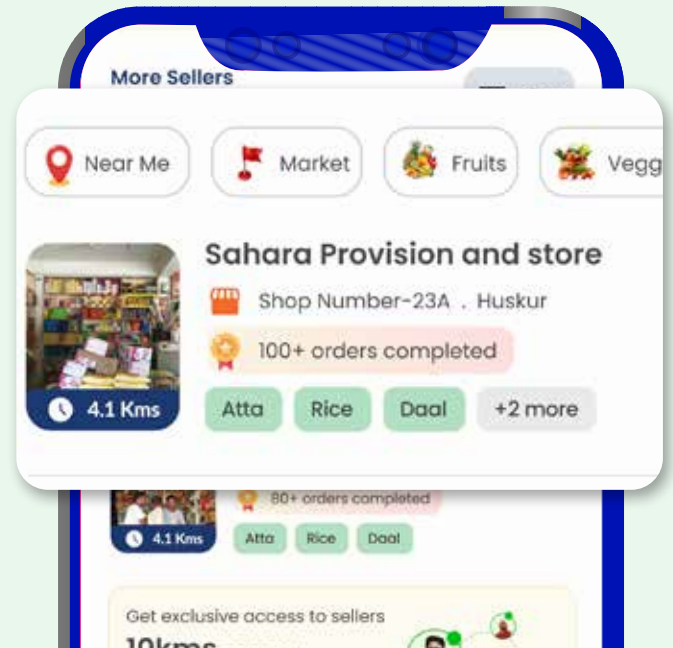 More Sellers
Near Me
Market
Fruits
Vegg
Sahara Provision and store
Shop Number-23A . Huskur
100+ orders completed
4.1 Kms
Atta
Rice
Daal
+2 more
80+ orders completed
4.1 Kms
Atta
Rice
Daal
Get exclusive access to sellers
10kms